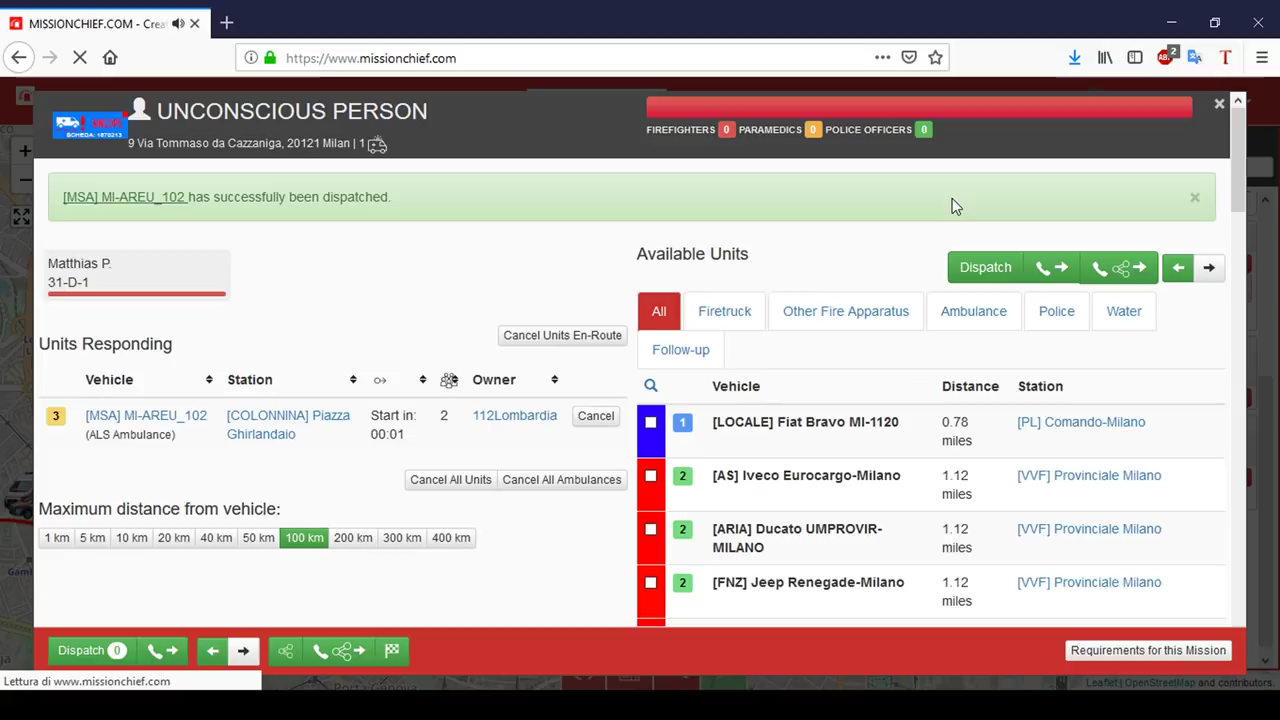 MISSIONCHIEF.COM - Crea
https://www.missionchief.com
2
T
UNCONSCIOUS PERSON
SCHEDA: 1870213
9 Via Tommaso da Cazzaniga, 20121 Milan | 1
FIREFIGHTERS 0 PARAMEDICS 0 POLICE OFFICERS 0
×
[MSA] MI-AREU_102 has successfully been dispatched.
×
Matthias P.
31-D-1
Cancel Units En-Route
Units Responding
Vehicle Station Owner
3 [MSA] MI-AREU_102 [COLONNINA] Piazza Start in: 2 112Lombardia Cancel
(ALS Ambulance) Ghirlandaio 00:01
Cancel All Units Cancel All Ambulances
Maximum distance from vehicle:
1 km 5 km 10 km 20 km 40 km 50 km 100 km 200 km 300 km 400 km
Available Units
Dispatch
All Firetruck Other Fire Apparatus Ambulance Police Water
Follow-up
Vehicle Distance Station
1 [LOCALE] Fiat Bravo MI-1120 0.78 [PL] Comando-Milano
miles
2 [AS] Iveco Eurocargo-Milano 1.12 [VVF] Provinciale Milano
miles
2 [ARIA] Ducato UMPROVIR- 1.12 [VVF] Provinciale Milano
MILANO miles
2 [FNZ] Jeep Renegade-Milano 1.12 [VVF] Provinciale Milano
miles
Dispatch 0
Requirements for this Mission
Lettura di www.missionchief.com
Porta Genova
Leaflet | OpenStreetMap and contributors